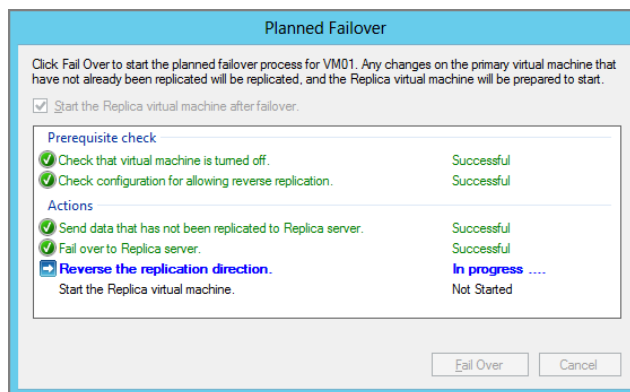 Planned Failover
Click Fail Over to start the planned failover process for VM01. Any changes on the primary virtual machine that
have not already been replicated will be replicated, and the Replica virtual machine will be prepared to start.
Start the Replica virtual machine after failover.
Prerequisite check
Check that virtual machine is turned off. Successful
Check configuration for allowing reverse replication. Successful
Actions
Send data that has not been replicated to Replica server. Successful
Fail over to Replica server. Successful
Reverse the replication direction. In progress ....
Start the Replica virtual machine. Not Started
Fail Over Cancel